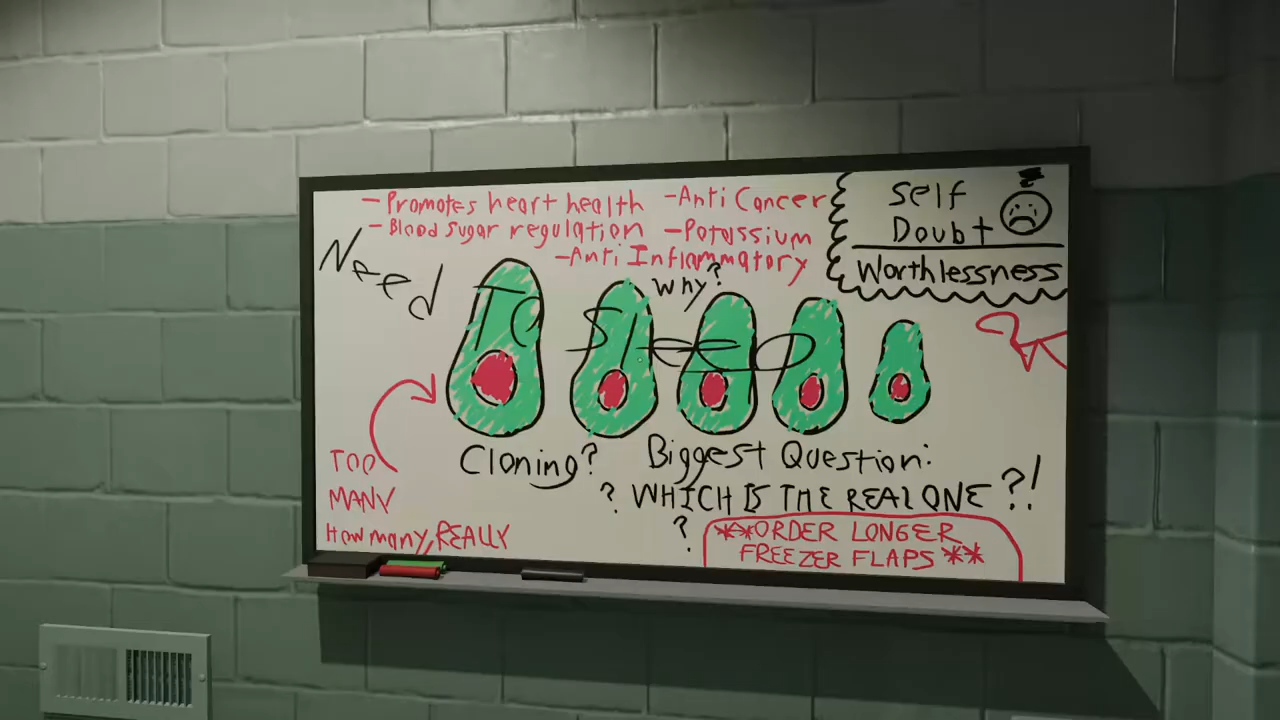 - Promotes heart health
- Blood sugar regulation
- Anti Cancer
- Potassium
- Anti Inflammatory
Self
Doubt
Worthlessness
Need
To Sleep
Why?
Cloning?
Biggest Question:
? WHICH IS THE REAL ONE ?!
?
TOO
MANY
How many, REALLY
**ORDER LONGER
FREEZER FLAPS **